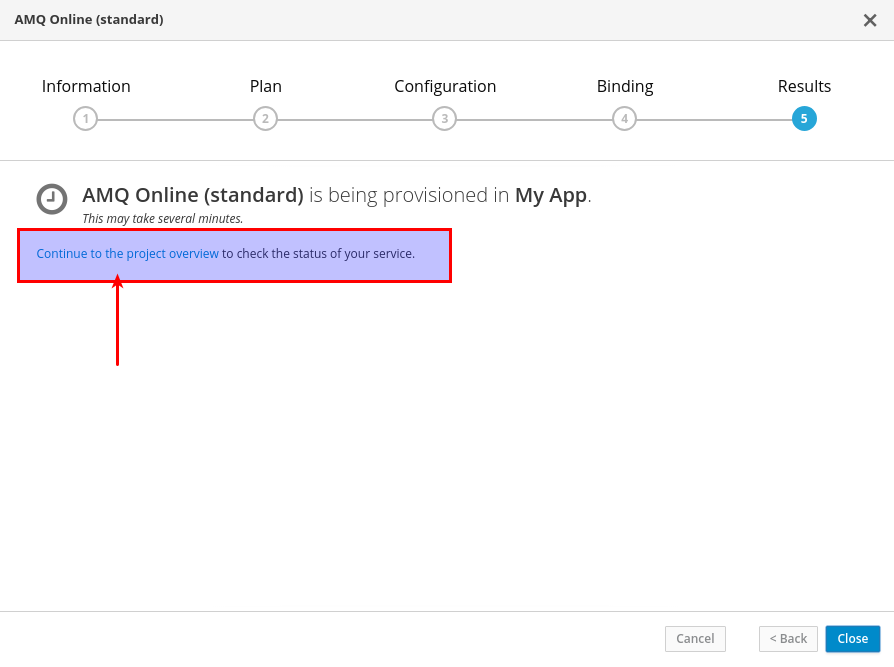 AMQ Online (standard)
Information Plan Configuration Binding Results
1 2 3 4 5
AMQ Online (standard) is being provisioned in My App.
This may take several minutes.
Continue to the project overview to check the status of your service.
Cancel < Back Close